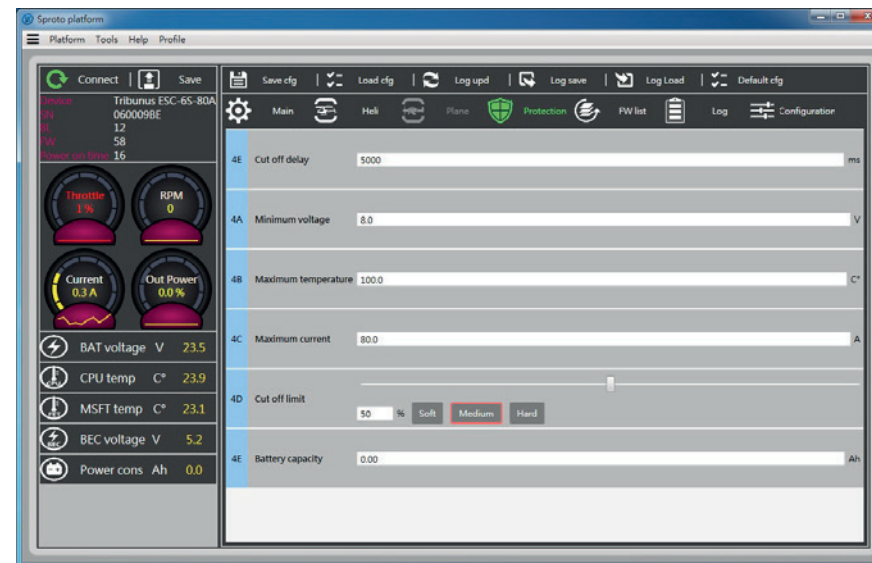 Sproto platform
Platform Tools Help Profile
Connect | Save
Save cfg | Load cfg | Log upd | Log save | Log Load | Default cfg
Main Heli Plane Protection FW list Log Configuration
Device Tribunus ESC-6S-80A
SN 060009BE
12
FW 58
Power on time 16
Throttle
1 %
RPM
0
Current
0.3 A
Out Power
0.0 %
BAT voltage V 23.5
CPU temp C° 23.9
MSFT temp C° 23.1
BEC voltage V 5.2
Power cons Ah 0.0
4E Cut off delay 5000 ms
4A Minimum voltage 8.0 V
4B Maximum temperature 100.0 C°
4C Maximum current 80.0 A
4D Cut off limit
50 % Soft Medium Hard
4E Battery capacity 0.00 Ah